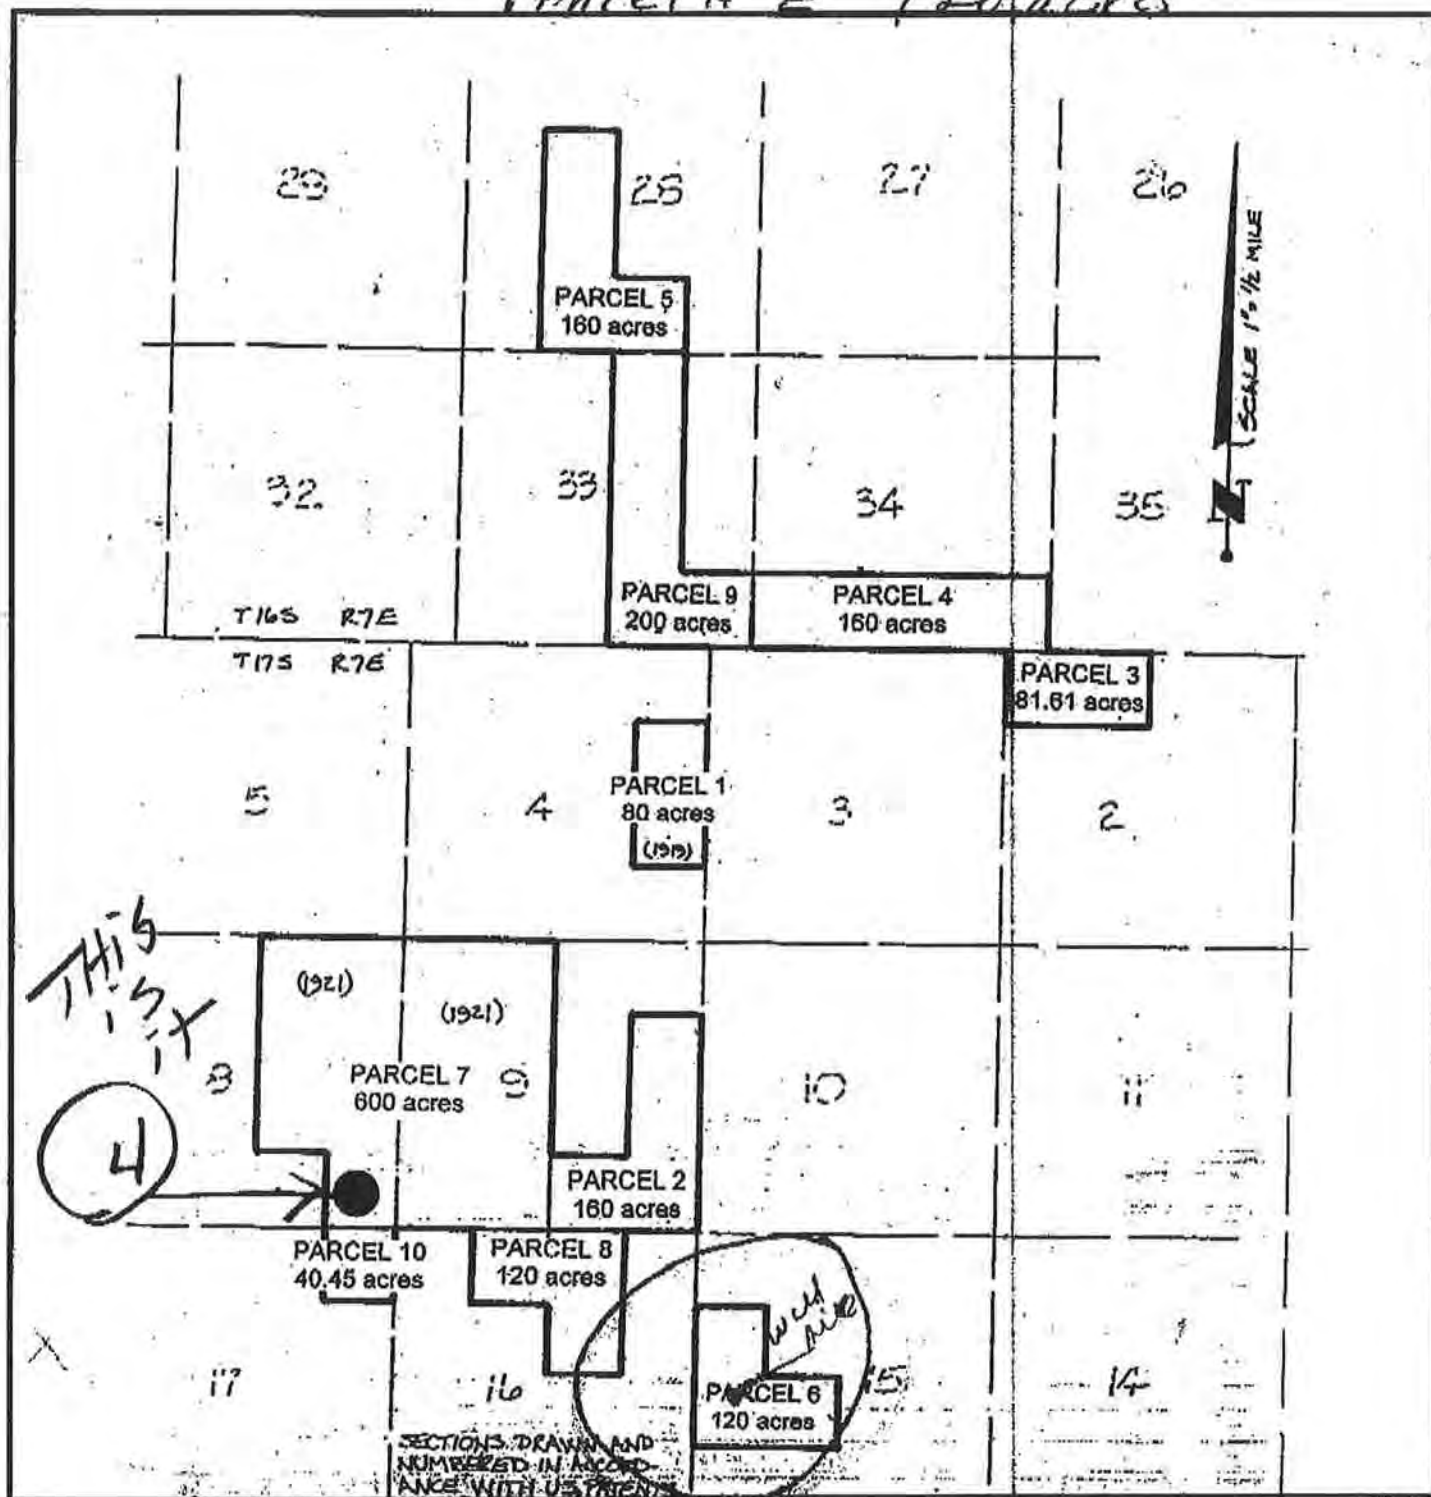 29
28
27
26
PARCEL 5
160 acres
SCALE 1"= 1/2 MILE
N
32
33
34
35
PARCEL 9
200 acres
PARCEL 4
160 acres
T16S R7E
T17S R7E
PARCEL 3
81.61 acres
5
4
PARCEL 1
80 acres
(1919)
3
2
THiS
iS
iT
(1921)
(1921)
8
PARCEL 7
600 acres
9
10
11
4
PARCEL 2
160 acres
PARCEL 10
40.45 acres
PARCEL 8
120 acres
17
16
PARCEL 6
120 acres
15
14
SECTIONS DRAWN AND
NUMBERED IN ACCORD-
ANCE WITH U.S. PATENTS